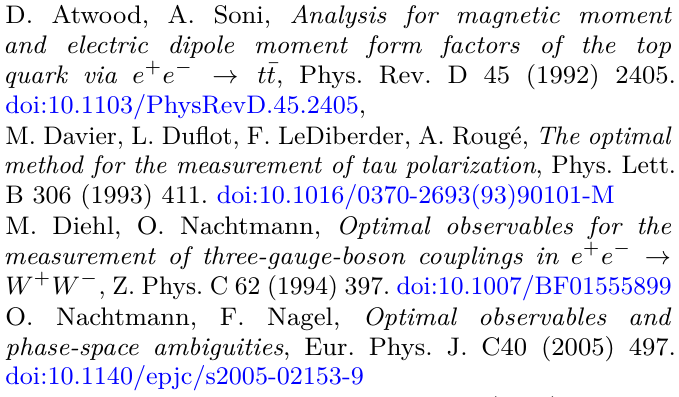 D. Atwood, A. Soni, Analysis for magnetic moment
and electric dipole moment form factors of the top
quark via e⁺e⁻ → tt̄, Phys. Rev. D 45 (1992) 2405.
doi:10.1103/PhysRevD.45.2405,
M. Davier, L. Duflot, F. LeDiberder, A. Rougé, The optimal
method for the measurement of tau polarization, Phys. Lett.
B 306 (1993) 411. doi:10.1016/0370-2693(93)90101-M
M. Diehl, O. Nachtmann, Optimal observables for the
measurement of three-gauge-boson couplings in e⁺e⁻ →
W⁺W⁻, Z. Phys. C 62 (1994) 397. doi:10.1007/BF01555899
O. Nachtmann, F. Nagel, Optimal observables and
phase-space ambiguities, Eur. Phys. J. C40 (2005) 497.
doi:10.1140/epjc/s2005-02153-9